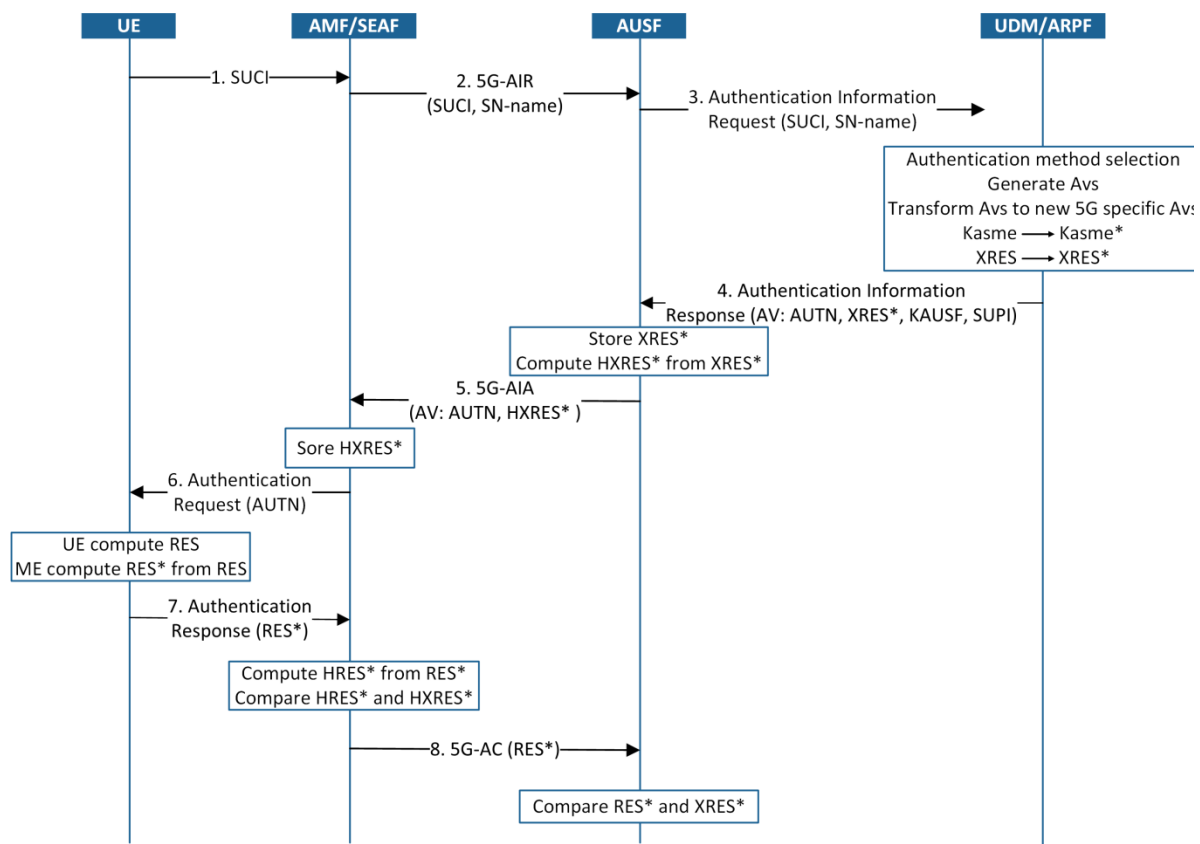 UE
AMF/SEAF
AUSF
UDM/ARPF
1. SUCI
2. 5G-AIR
(SUCI, SN-name)
3. Authentication Information
Request (SUCI, SN-name)
Authentication method selection
Generate Avs
Transform Avs to new 5G specific Avs
Kasme → Kasme*
XRES → XRES*
4. Authentication Information
Response (AV: AUTN, XRES*, KAUSF, SUPI)
Store XRES*
Compute HXRES* from XRES*
5. 5G-AIA
(AV: AUTN, HXRES* )
Sore HXRES*
6. Authentication
Request (AUTN)
UE compute RES
ME compute RES* from RES
7. Authentication
Response (RES*)
Compute HRES* from RES*
Compare HRES* and HXRES*
8. 5G-AC (RES*)
Compare RES* and XRES*